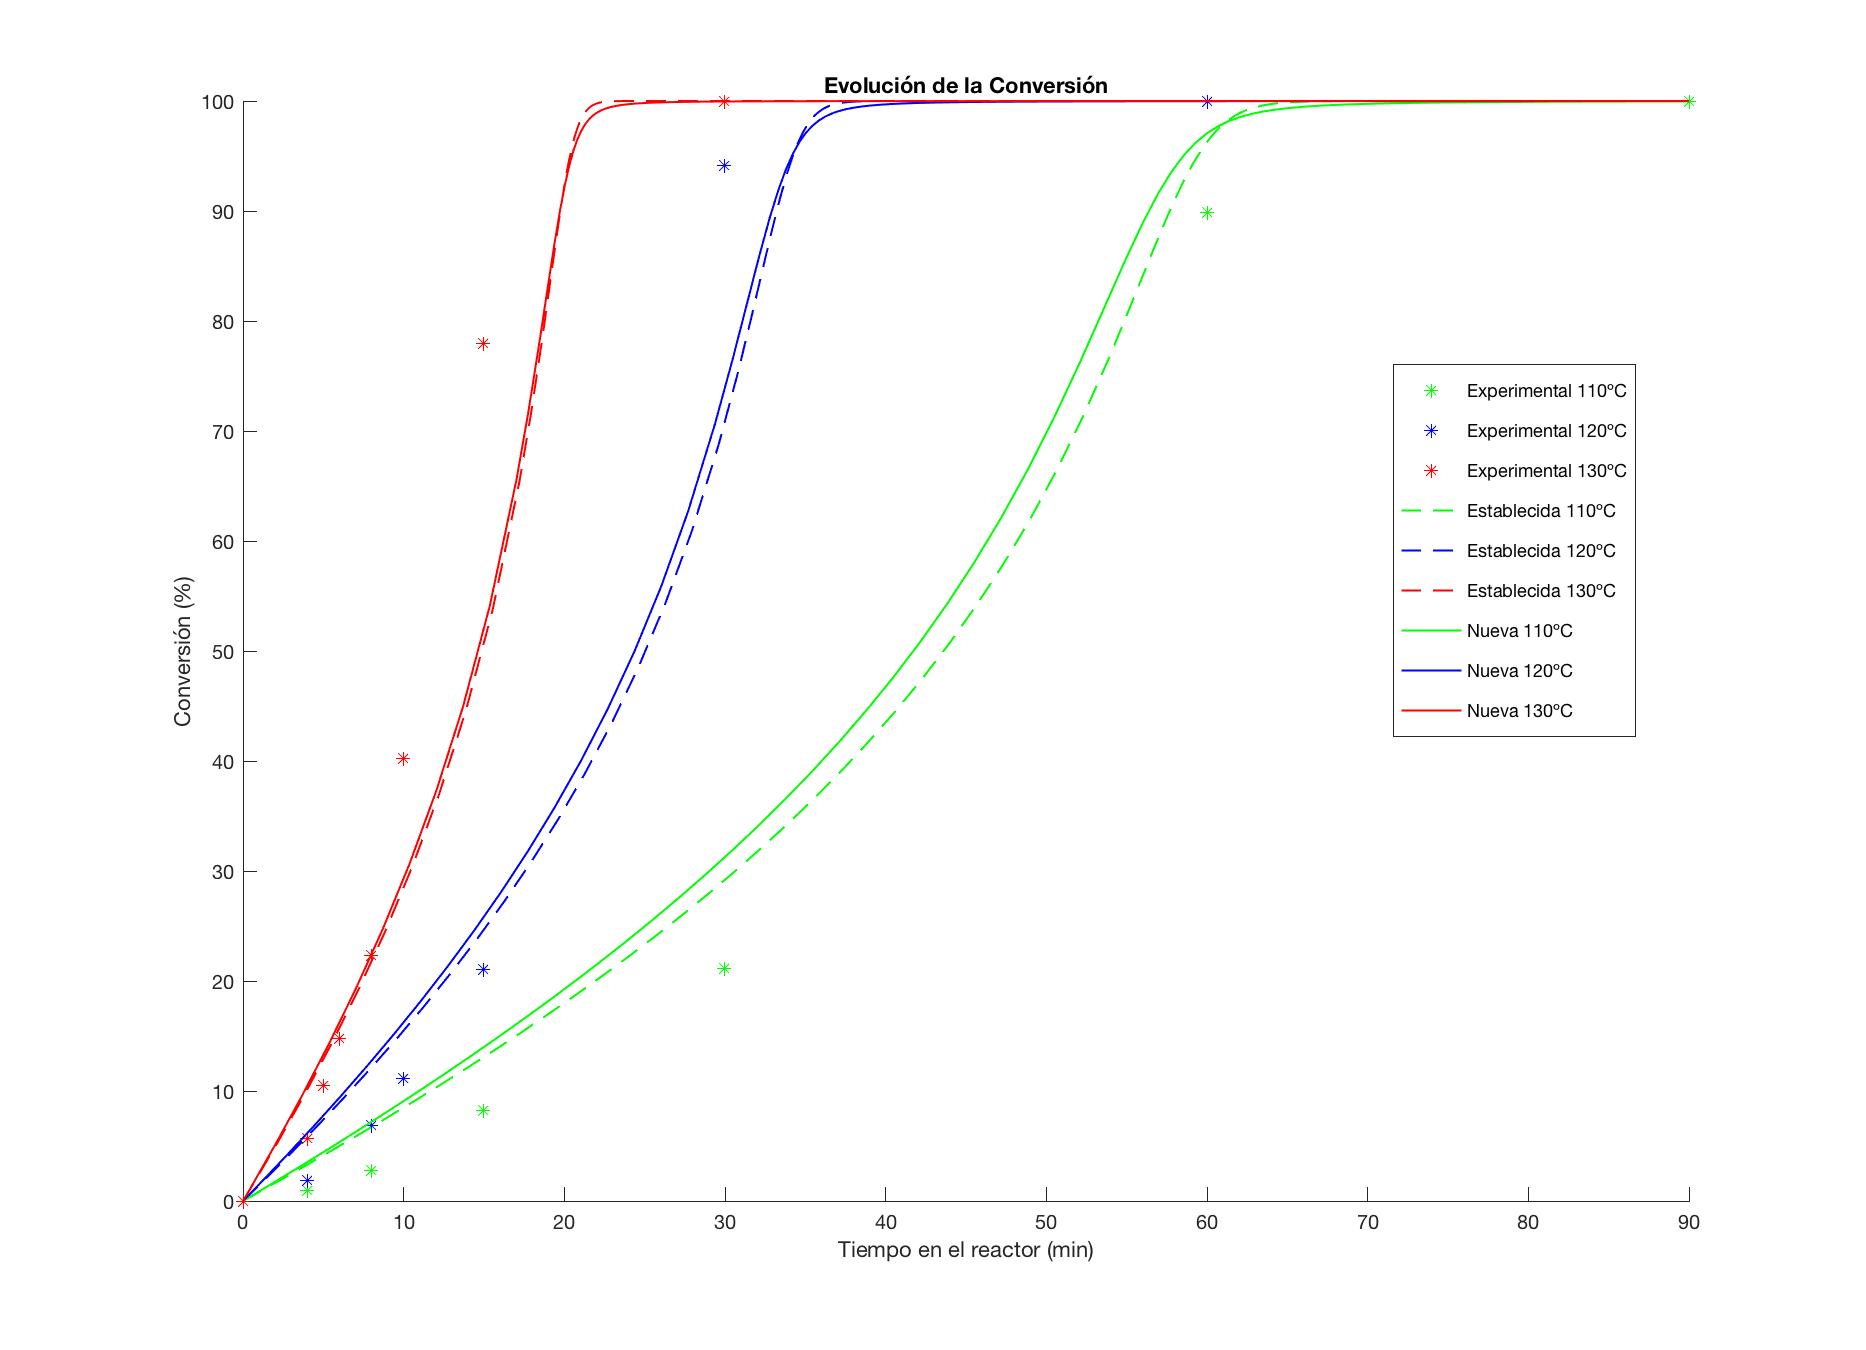 Evolución de la Conversión
Conversión (%)
100
90
80
70
60
50
40
30
20
10
0
0 10 20 30 40 50 60 70 80 90
Tiempo en el reactor (min)
Experimental 110ºC
Experimental 120ºC
Experimental 130ºC
Establecida 110ºC
Establecida 120ºC
Establecida 130ºC
Nueva 110ºC
Nueva 120ºC
Nueva 130ºC